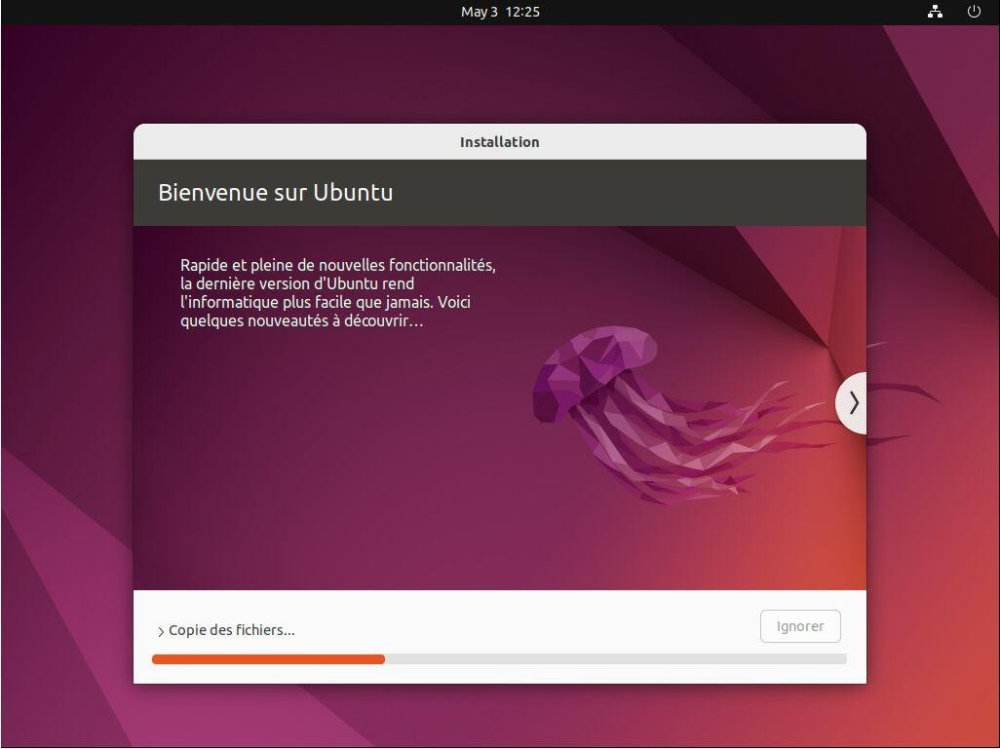 May 3 12:25
Installation
Bienvenue sur Ubuntu
Rapide et pleine de nouvelles fonctionnalités,
la dernière version d'Ubuntu rend
l'informatique plus facile que jamais. Voici
quelques nouveautés à découvrir…
Copie des fichiers…
Ignorer